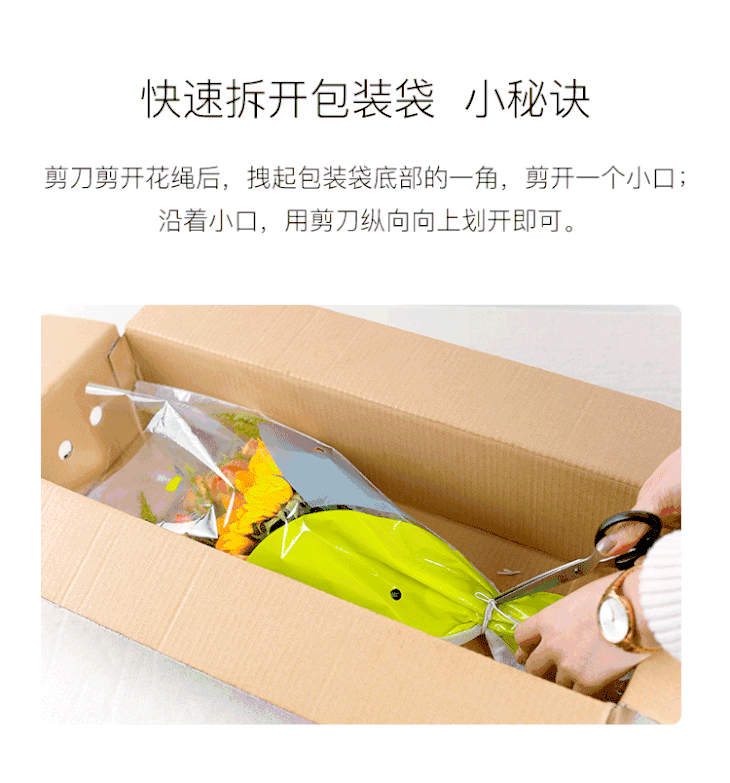 快速拆开包装袋 小秘诀
剪刀剪开花绳后，拽起包装袋底部的一角，剪开一个小口；
沿着小口，用剪刀纵向向上划开即可。